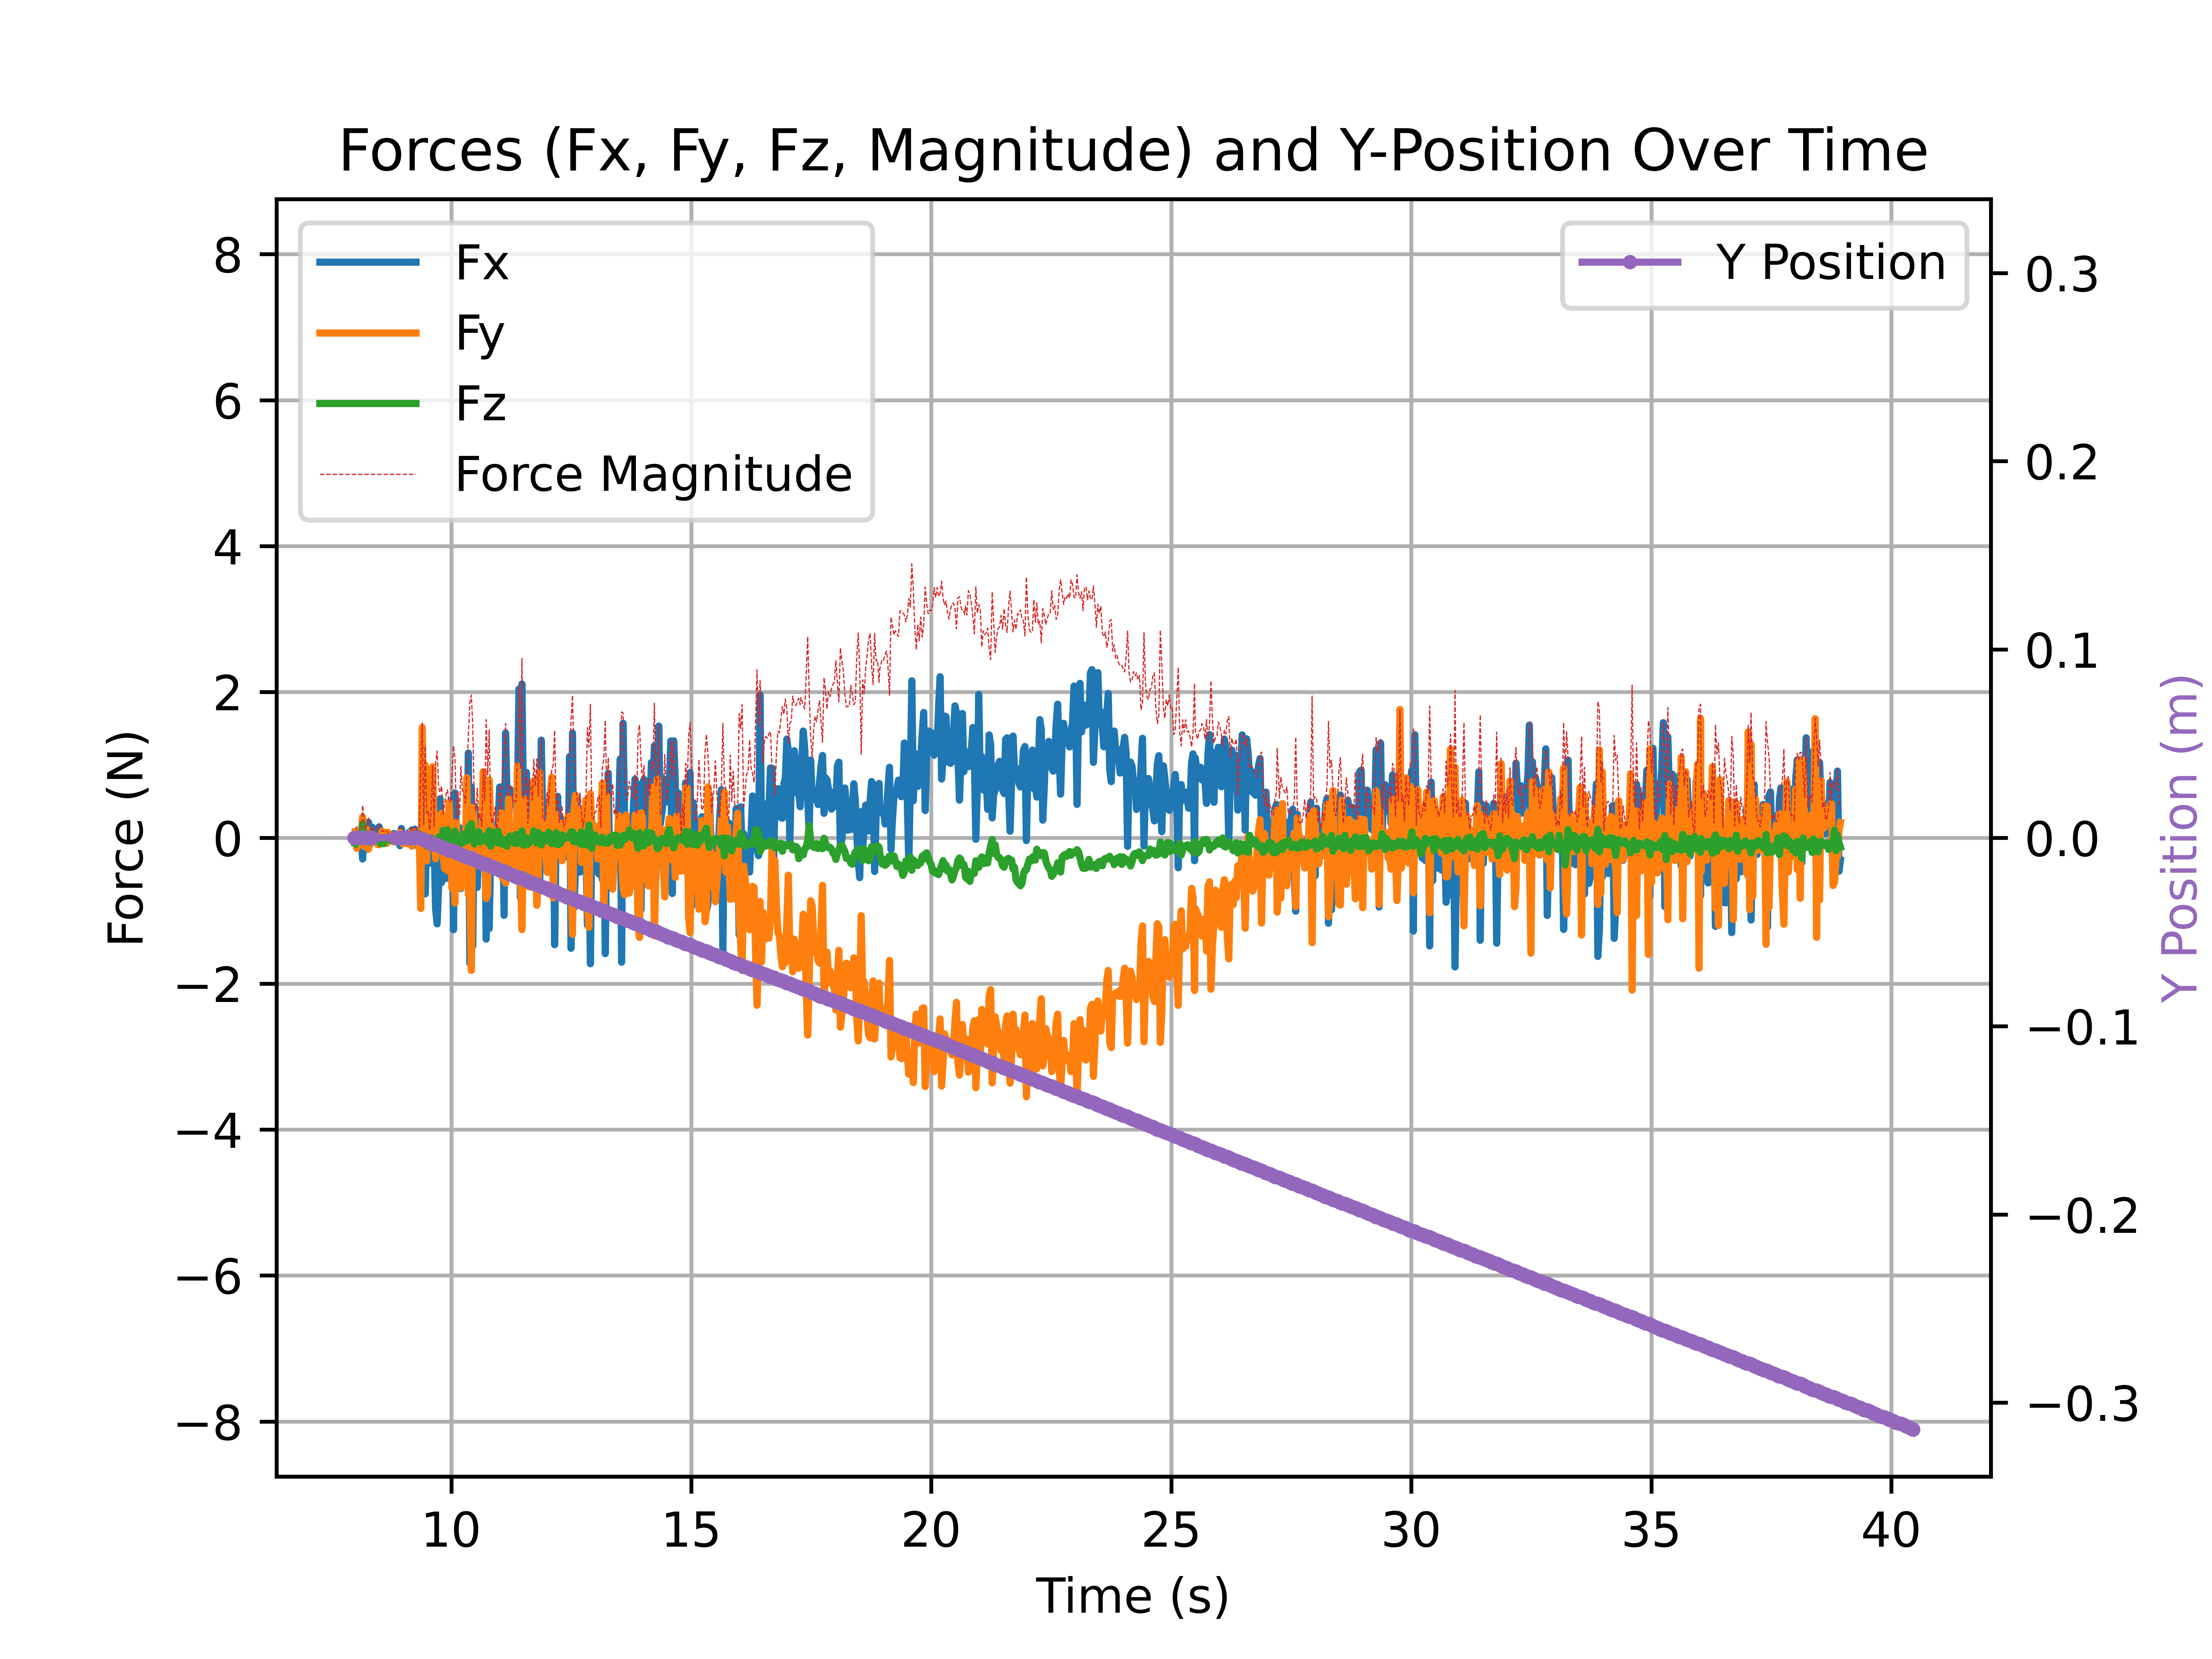 Forces (Fx, Fy, Fz, Magnitude) and Y-Position Over Time
Fx
Fy
Fz
Force Magnitude
Y Position
8
6
4
2
0
−2
−4
−6
−8
Force (N)
0.3
0.2
0.1
0.0
−0.1
−0.2
−0.3
Y Position (m)
10 15 20 25 30 35 40
Time (s)